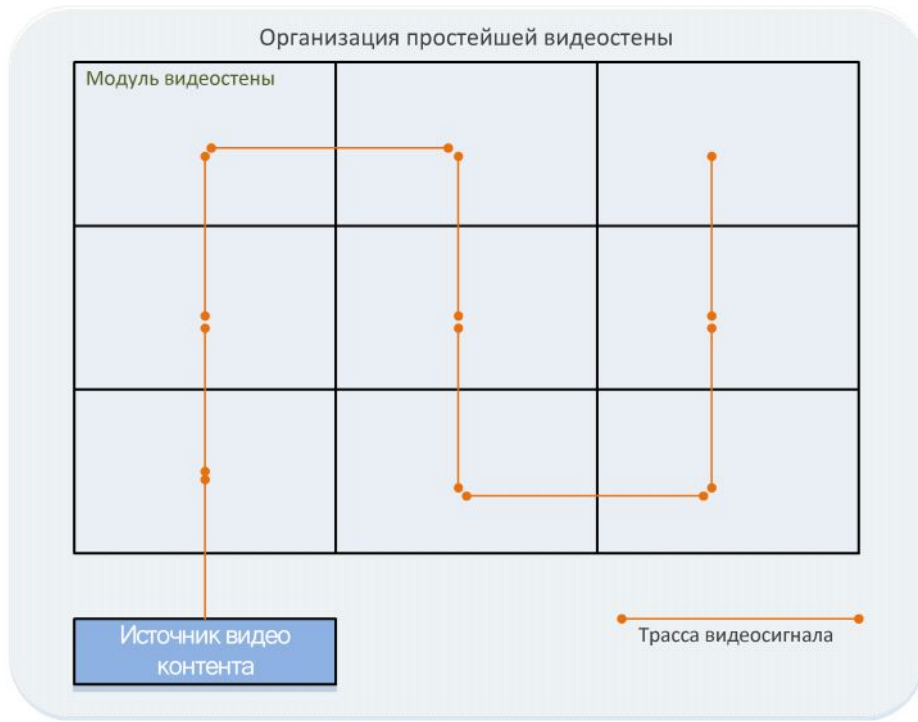 Организация простейшей видеостены
Модуль видеостены
Источник видео
контента
Трасса видеосигнала